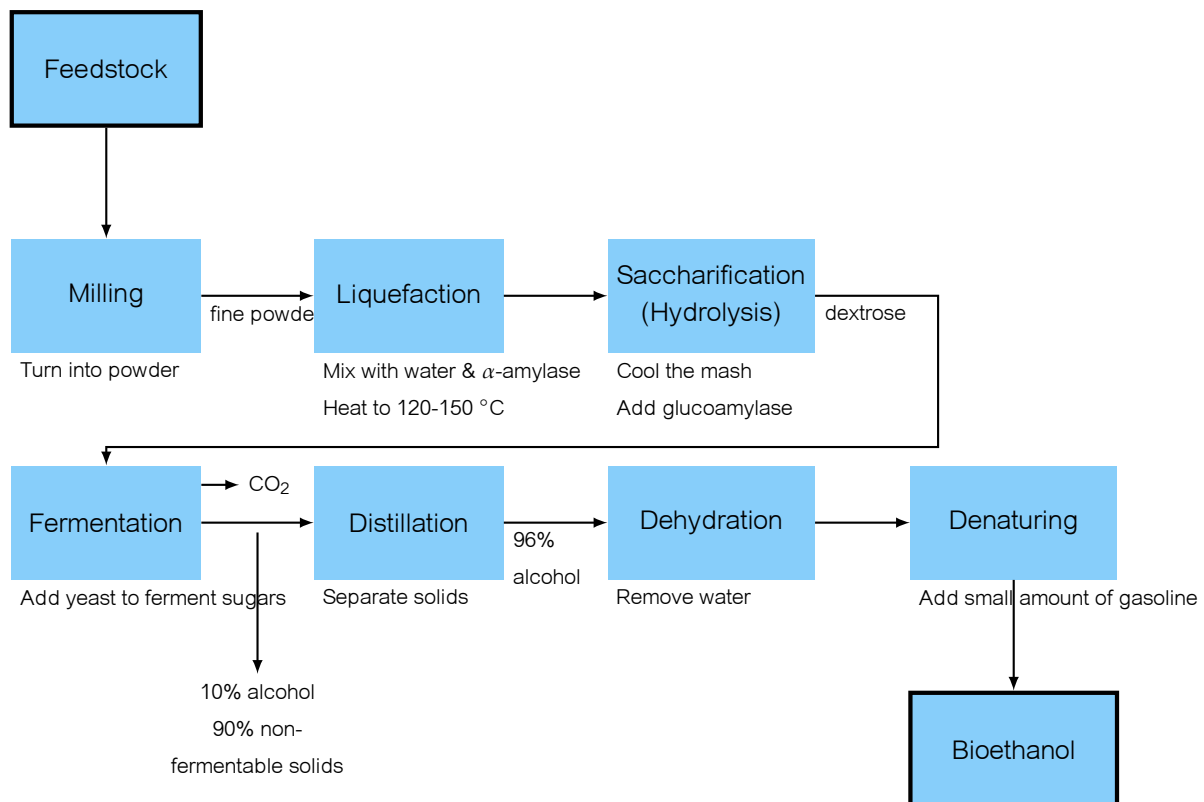 Feedstock
Milling
fine powde
Liquefaction
Saccharification
(Hydrolysis)
dextrose
Turn into powder
Mix with water & α-amylase
Heat to 120-150 °C
Cool the mash
Add glucoamylase
Fermentation
CO₂
Distillation
96%
alcohol
Dehydration
Denaturing
Add yeast to ferment sugars
Separate solids
Remove water
Add small amount of gasoline
10% alcohol
90% non-
fermentable solids
Bioethanol